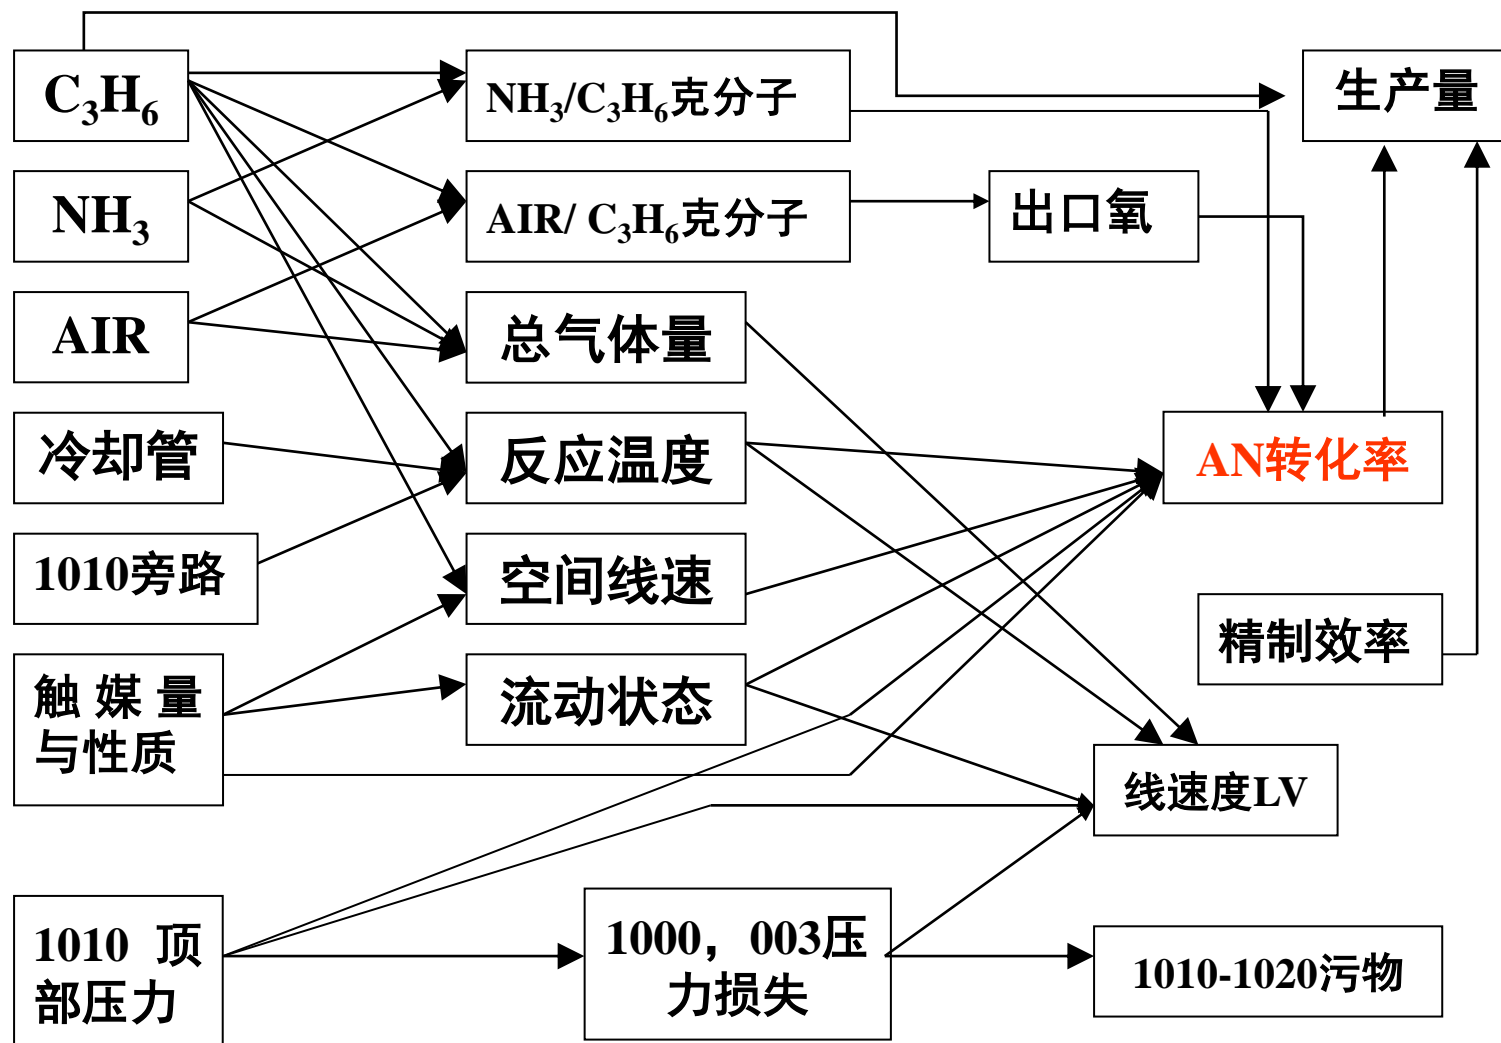 C₃H₆
NH₃/C₃H₆克分子
生产量
NH₃
AIR/ C₃H₆克分子
出口氧
AIR
总气体量
冷却管
反应温度
AN转化率
1010旁路
空间线速
精制效率
触 媒 量
与性质
流动状态
线速度LV
1010 顶
部压力
1000，003压
力损失
1010-1020污物